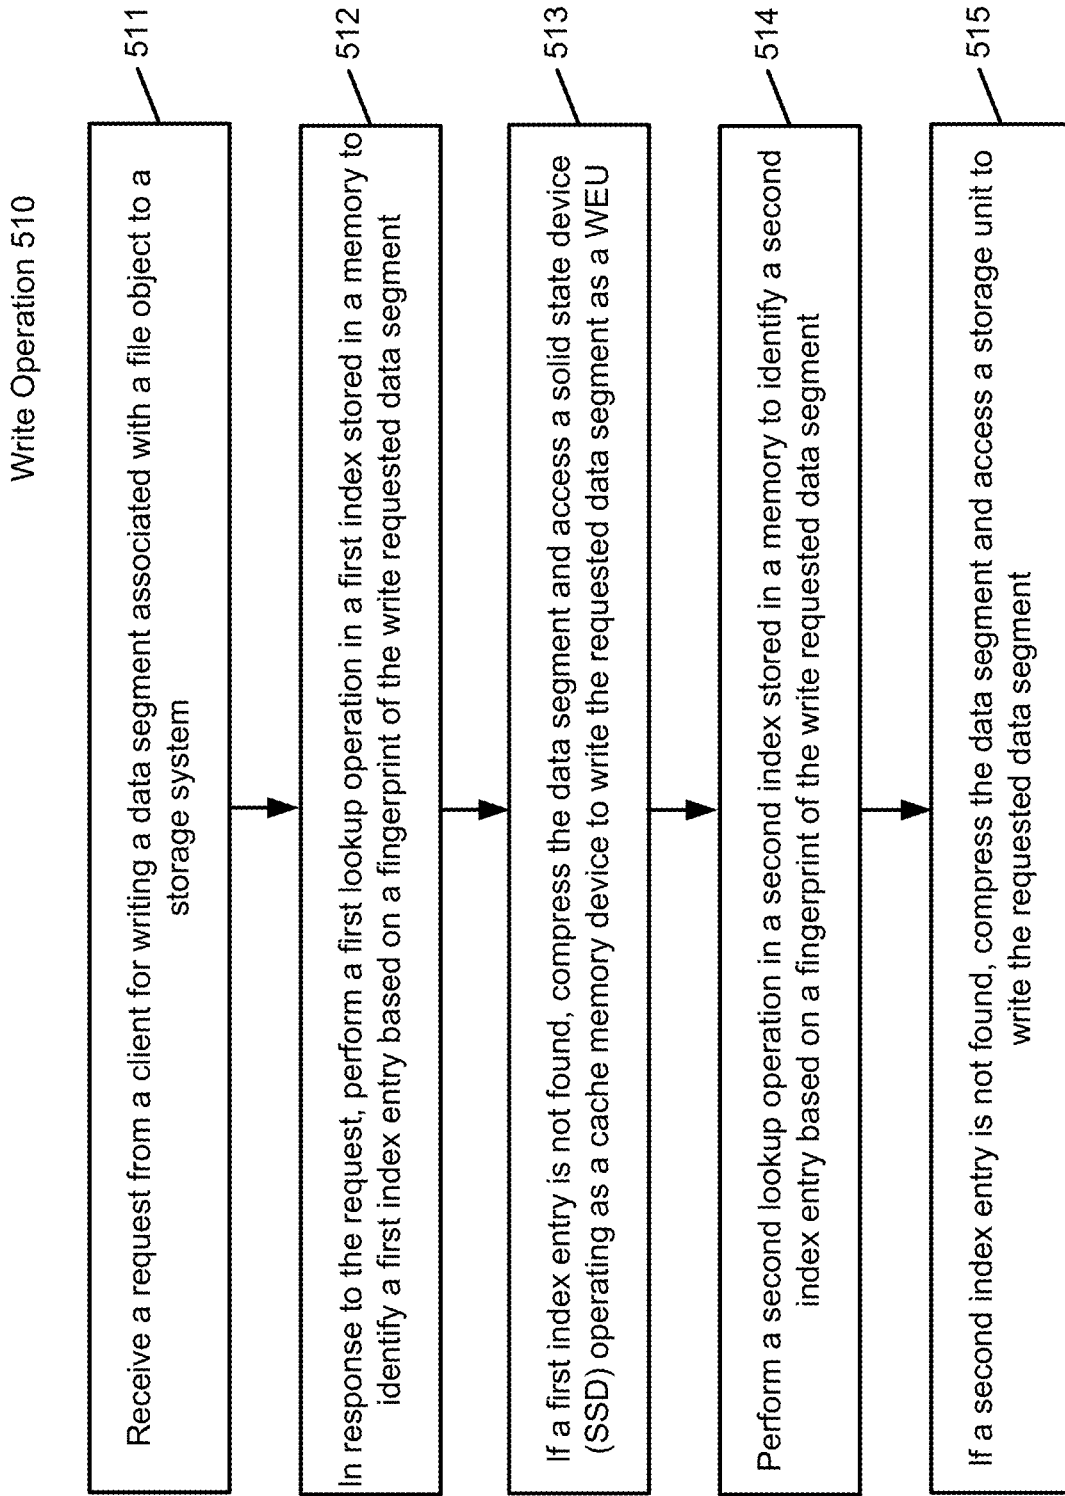 Write Operation 510
Receive a request from a client for writing a data segment associated with a file object to a
storage system
511
In response to the request, perform a first lookup operation in a first index stored in a memory to
identify a first index entry based on a fingerprint of the write requested data segment
512
If a first index entry is not found, compress the data segment and access a solid state device
(SSD) operating as a cache memory device to write the requested data segment as a WEU
513
Perform a second lookup operation in a second index stored in a memory to identify a second
index entry based on a fingerprint of the write requested data segment
514
If a second index entry is not found, compress the data segment and access a storage unit to
write the requested data segment
515